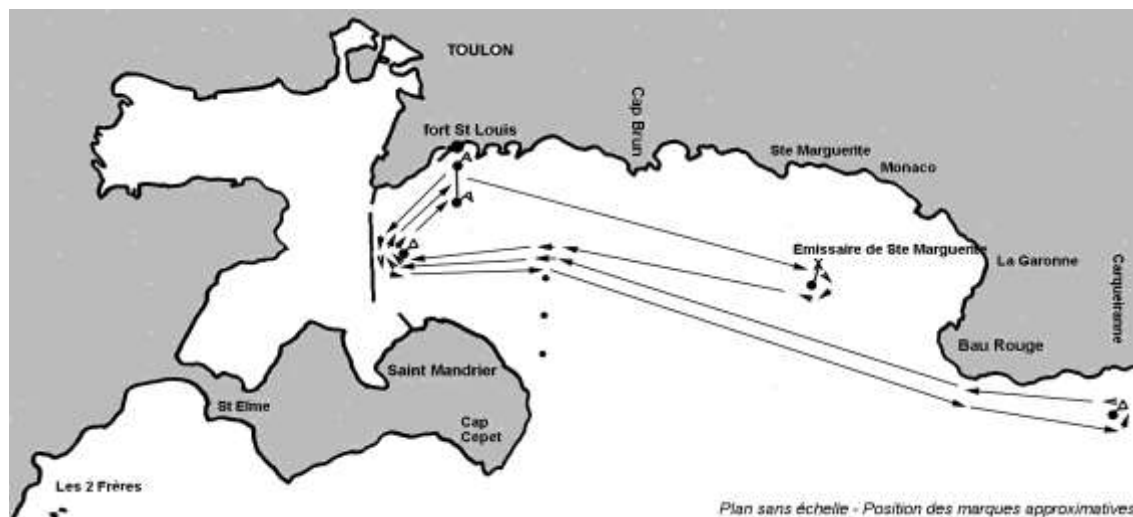 TOULON
fort St Louis
Cap Brun
Ste Marguerite
Monaco
Emissaire de Ste Marguerite
La Garonne
Carqueiranne
Bau Rouge
Saint Mandrier
St Elme
Cap
Cepet
Les 2 Frères
Plan sans échelle - Position des marques approximatives